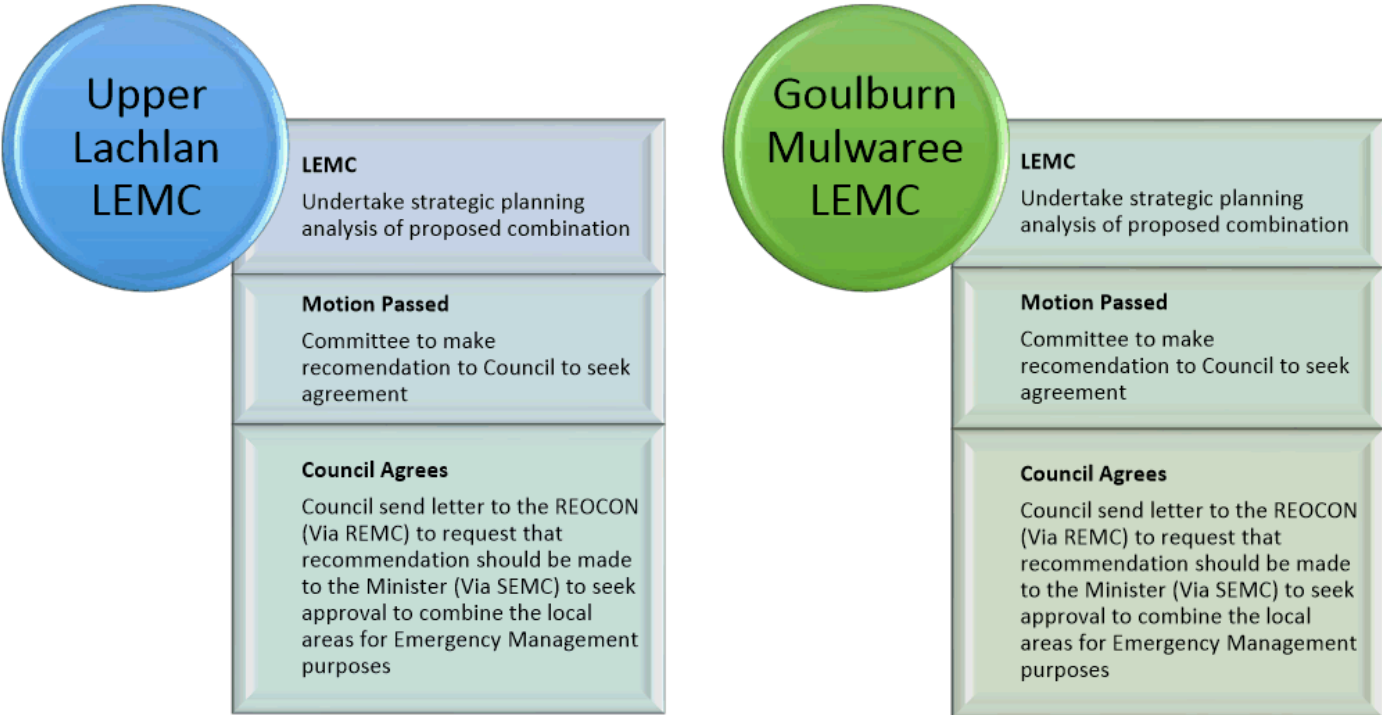 Upper
Lachlan
LEMC
LEMC
Undertake strategic planning
analysis of proposed combination
Motion Passed
Committee to make
recomendation to Council to seek
agreement
Council Agrees
Council send letter to the REOCON
(Via REMC) to request that
recommendation should be made
to the Minister (Via SEMC) to seek
approval to combine the local
areas for Emergency Management
purposes
Goulburn
Mulwaree
LEMC
LEMC
Undertake strategic planning
analysis of proposed combination
Motion Passed
Committee to make
recomendation to Council to seek
agreement
Council Agrees
Council send letter to the REOCON
(Via REMC) to request that
recommendation should be made
to the Minister (Via SEMC) to seek
approval to combine the local
areas for Emergency Management
purposes